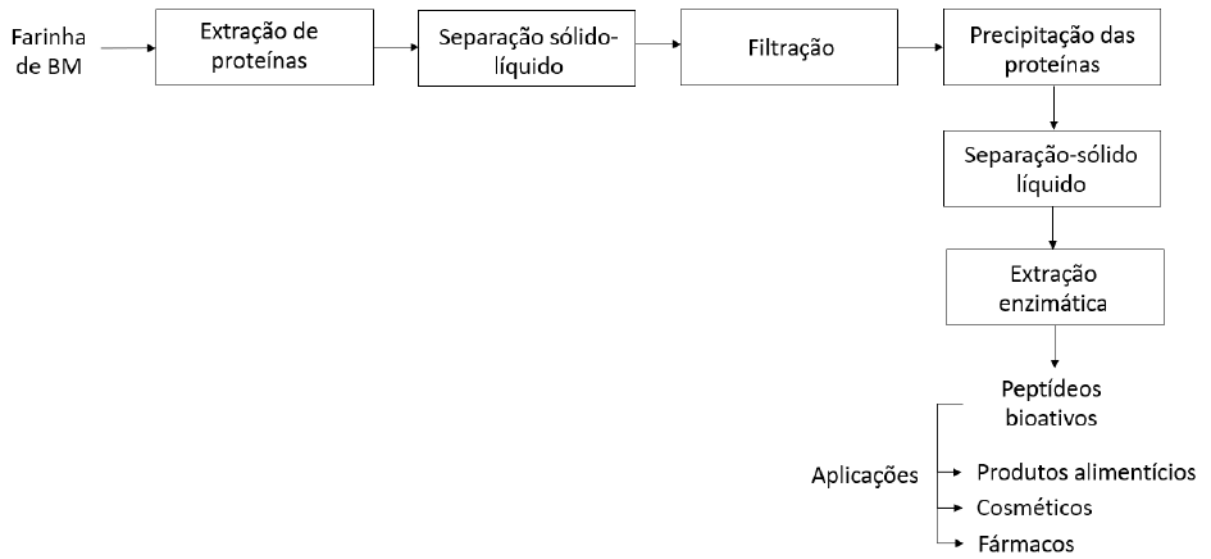 Farinha
de BM
Extração de
proteínas
Separação sólido-
líquido
Filtração
Precipitação das
proteínas
Separação-sólido
líquido
Extração
enzimática
Peptídeos
bioativos
Aplicações
Produtos alimentícios
Cosméticos
Fármacos